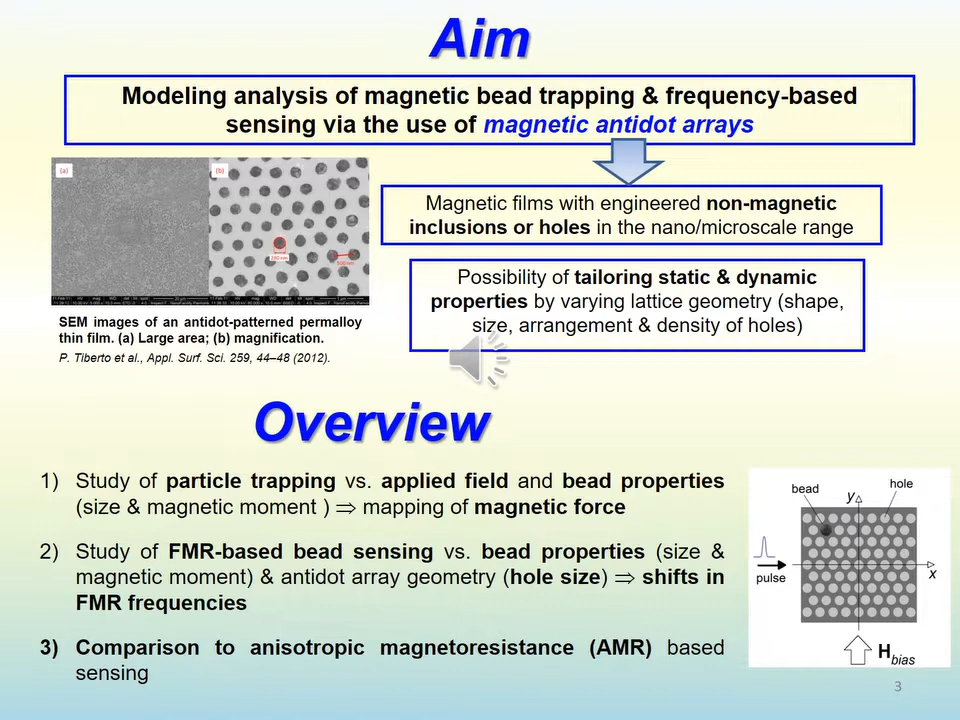 Aim
Modeling analysis of magnetic bead trapping & frequency-based
sensing via the use of magnetic antidot arrays
(a)
(b)
Magnetic films with engineered non-magnetic
inclusions or holes in the nano/microscale range
Possibility of tailoring static & dynamic
properties by varying lattice geometry (shape,
size, arrangement & density of holes)
SEM images of an antidot-patterned permalloy
thin film. (a) Large area; (b) magnification.
P. Tiberto et al., Appl. Surf. Sci. 259, 44–48 (2012).
Overview
1) Study of particle trapping vs. applied field and bead properties
(size & magnetic moment ) ⇒ mapping of magnetic force
2) Study of FMR-based bead sensing vs. bead properties (size &
magnetic moment) & antidot array geometry (hole size) ⇒ shifts in
FMR frequencies
3) Comparison to anisotropic magnetoresistance (AMR) based
sensing
bead
hole
y
x
pulse
H bias
3